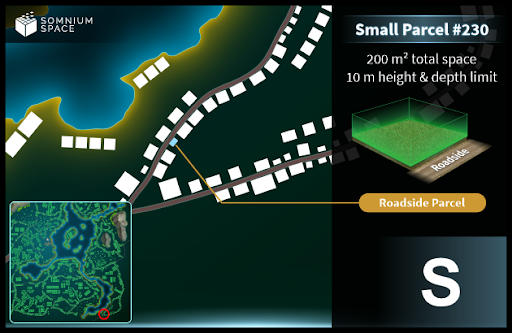 SOMNIUM
SPACE
Small Parcel #230
200 m² total space
10 m height & depth limit
Roadside
Roadside Parcel
S